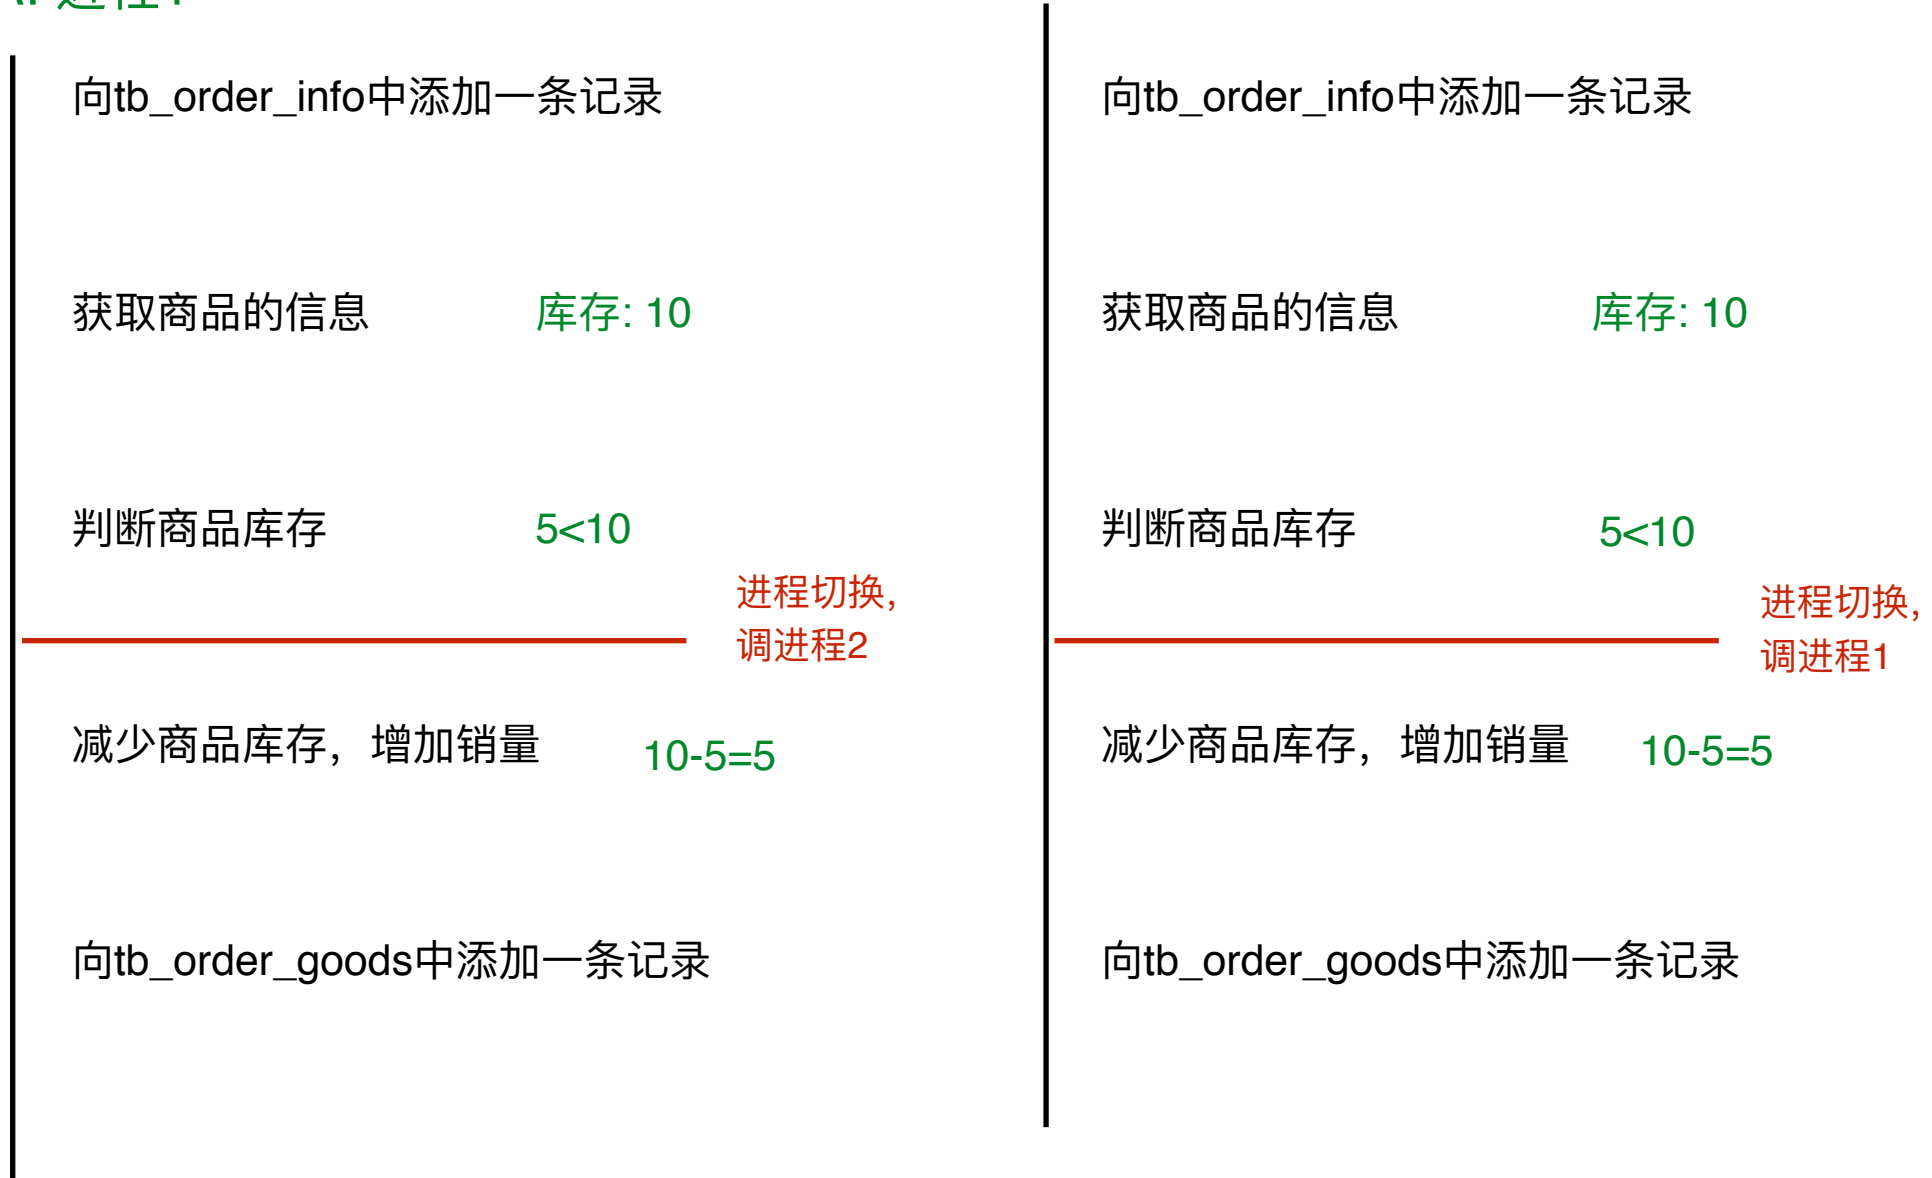 进程1
向tb_order_info中添加一条记录
获取商品的信息 库存: 10
判断商品库存 5<10
进程切换,
调进程2
减少商品库存，增加销量 10-5=5
向tb_order_goods中添加一条记录
向tb_order_info中添加一条记录
获取商品的信息 库存: 10
判断商品库存 5<10
进程切换,
调进程1
减少商品库存，增加销量 10-5=5
向tb_order_goods中添加一条记录